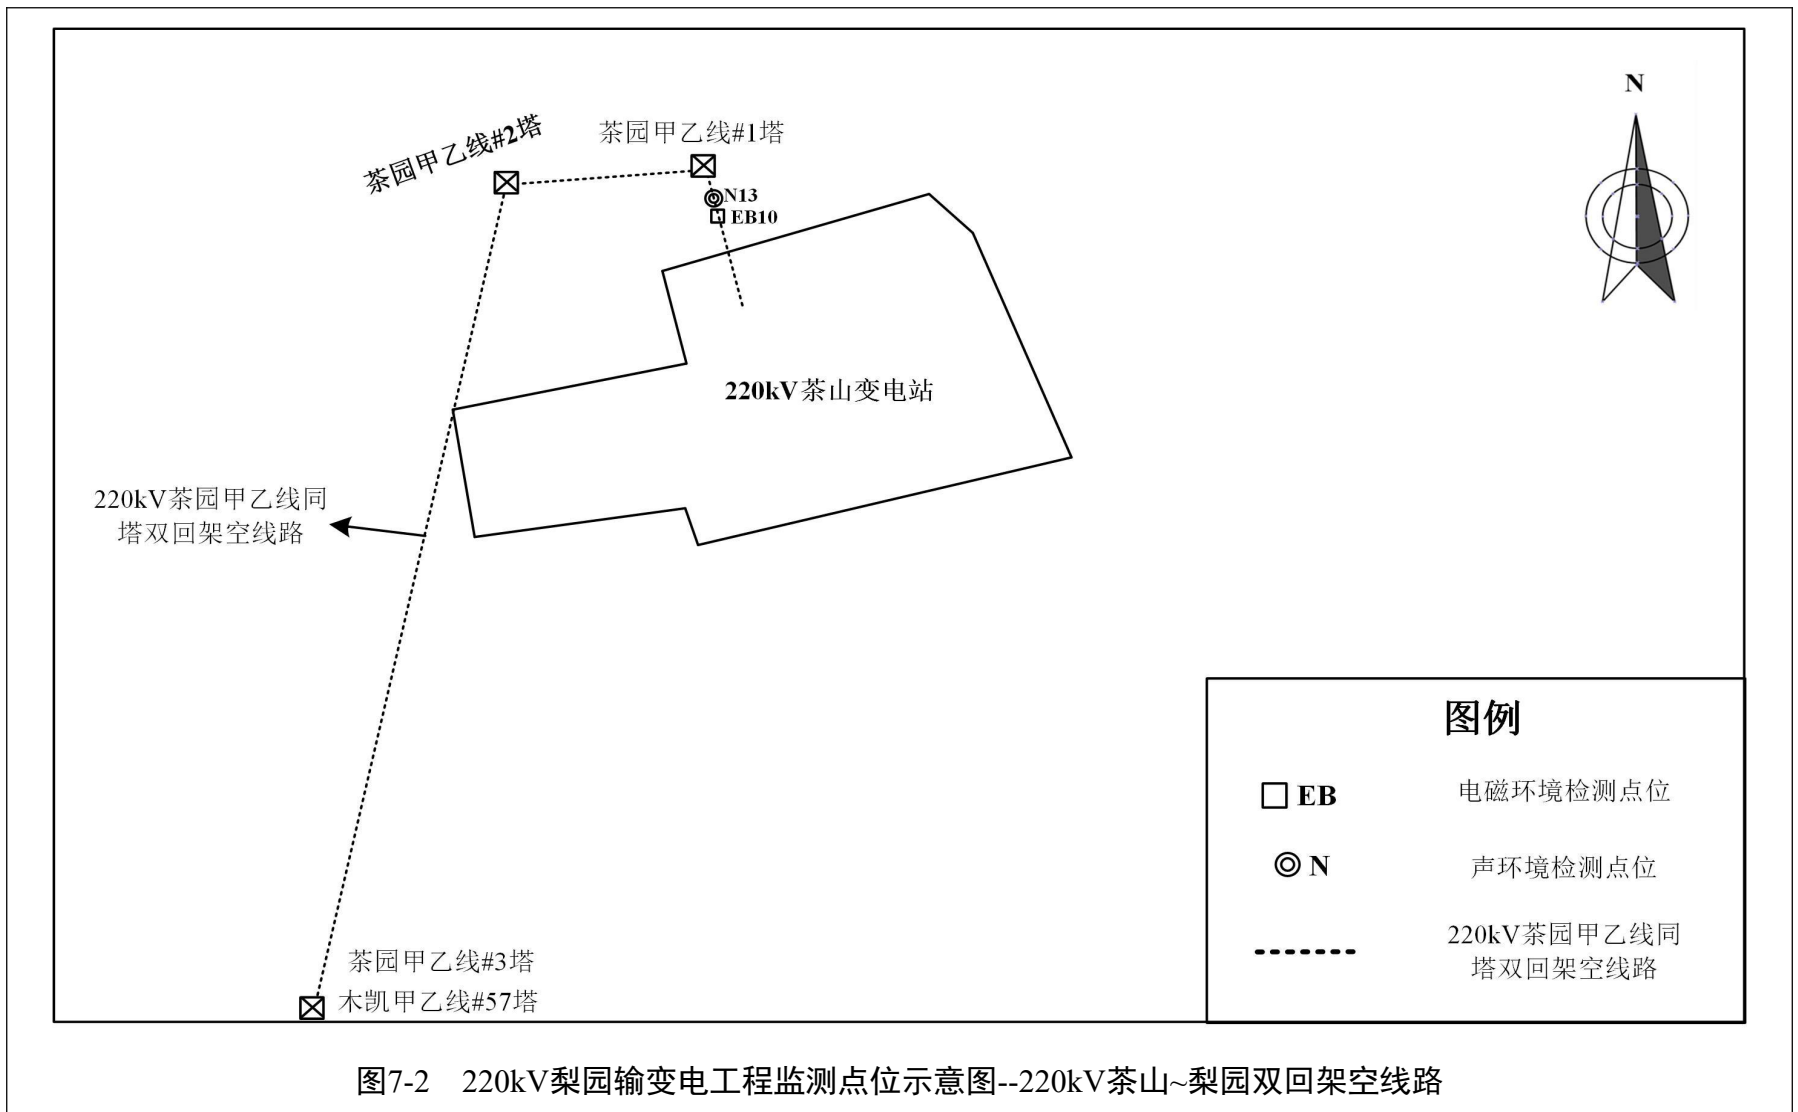 N
茶园甲乙线#2塔
茶园甲乙线#1塔
N13
EB10
220kV茶山变电站
220kV茶园甲乙线同
塔双回架空线路
茶园甲乙线#3塔
木凯甲乙线#57塔
图例
EB
电磁环境检测点位
N
声环境检测点位
220kV茶园甲乙线同
塔双回架空线路
图7-2 220kV梨园输变电工程监测点位示意图--220kV茶山~梨园双回架空线路